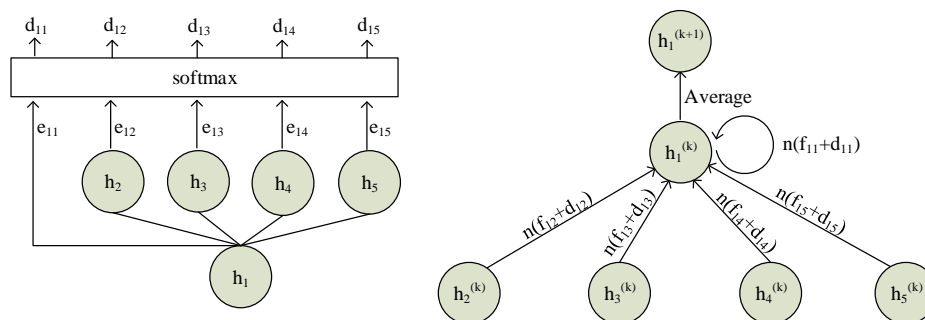 d₁₁ d₁₂ d₁₃ d₁₄ d₁₅
softmax
e₁₁ e₁₂ e₁₃ e₁₄ e₁₅
h₂ h₃ h₄ h₅
h₁
h₁⁽ᵏ⁺¹⁾
Average
h₁⁽ᵏ⁾
n(f₁₁+d₁₁)
n(f₁₂+d₁₂)
n(f₁₃+d₁₃)
n(f₁₄+d₁₄)
n(f₁₅+d₁₅)
h₂⁽ᵏ⁾ h₃⁽ᵏ⁾ h₄⁽ᵏ⁾ h₅⁽ᵏ⁾